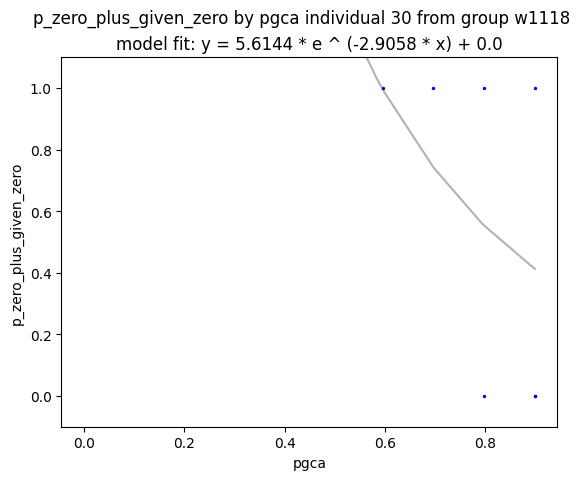 p_zero_plus_given_zero by pgca individual 30 from group w1118
model fit: y = 5.6144 * e ^ (-2.9058 * x) + 0.0
1.0
0.8
0.6
0.4
0.2
0.0
p_zero_plus_given_zero
0.0 0.2 0.4 0.6 0.8
pgca